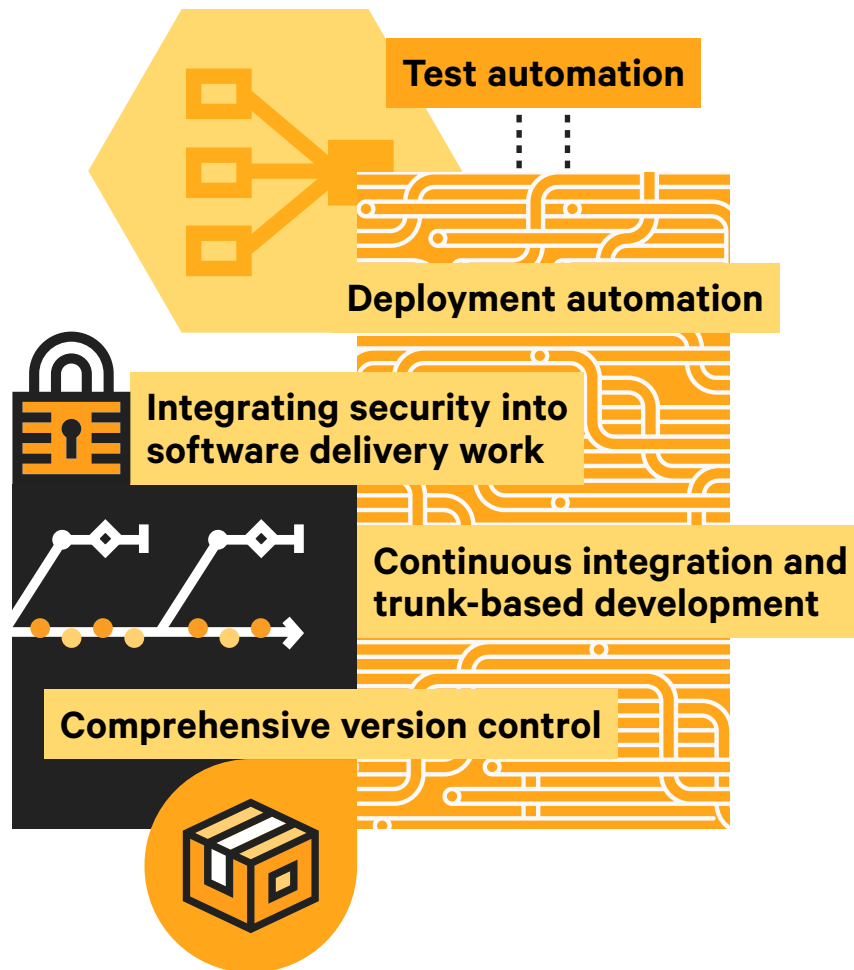 Test automation
Deployment automation
Integrating security into
software delivery work
Continuous integration and
trunk-based development
Comprehensive version control